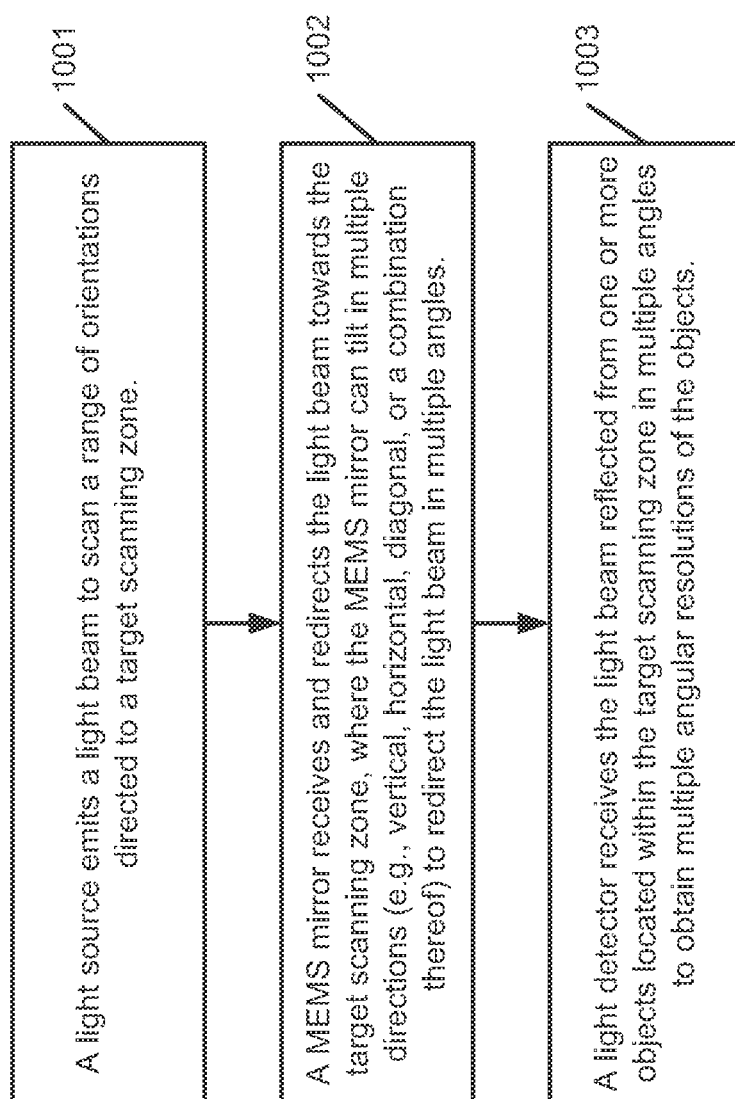 1001
A light source emits a light beam to scan a range of orientations
directed to a target scanning zone.
1002
A MEMS mirror receives and redirects the light beam towards the
target scanning zone, where the MEMS mirror can tilt in multiple
directions (e.g., vertical, horizontal, diagonal, or a combination
thereof) to redirect the light beam in multiple angles.
1003
A light detector receives the light beam reflected from one or more
objects located within the target scanning zone in multiple angles
to obtain multiple angular resolutions of the objects.